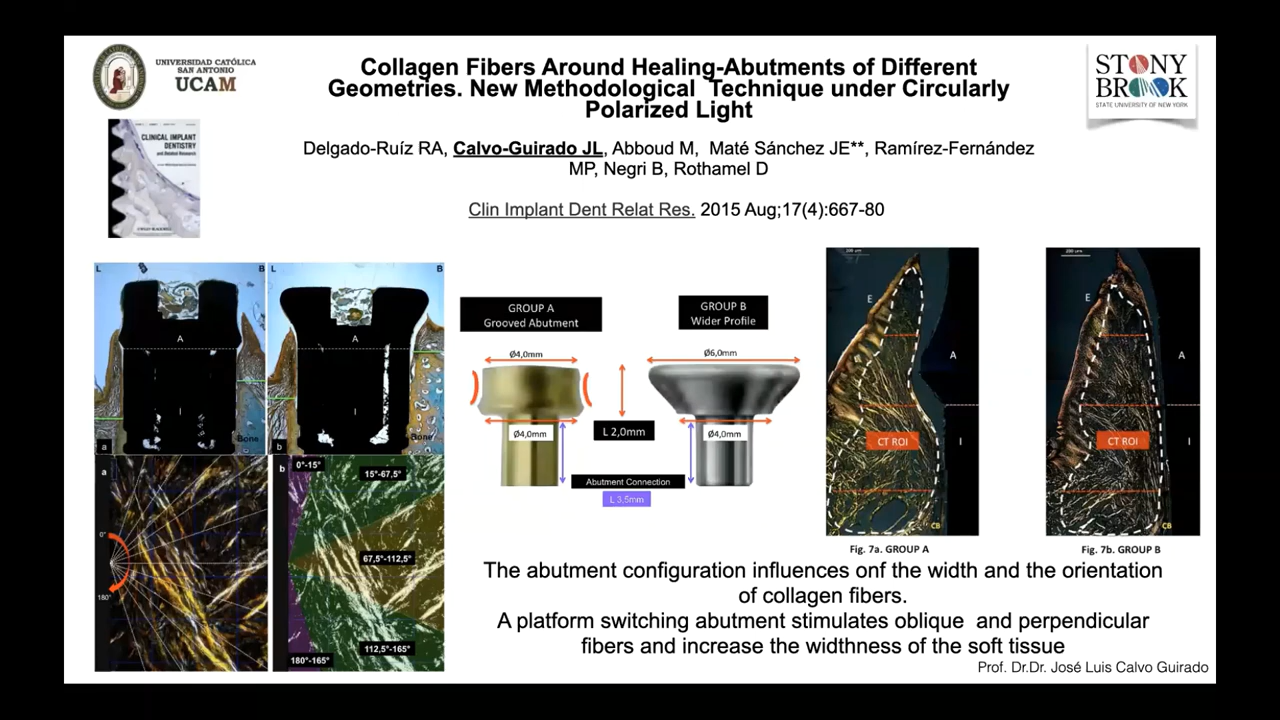 UNIVERSIDAD CATÓLICA
SAN ANTONIO
UCAM
Collagen Fibers Around Healing-Abutments of Different
Geometries. New Methodological Technique under Circularly
Polarized Light
STONY
BROOK
STATE UNIVERSITY OF NEW YORK
CLINICAL IMPLANT
DENTISTRY
and Related Research
Delgado-Ruíz RA, Calvo-Guirado JL, Abboud M, Maté Sánchez JE**, Ramírez-Fernández
MP, Negri B, Rothamel D
Clin Implant Dent Relat Res. 2015 Aug;17(4):667-80
L
B
A
I
Bone
a
L
B
A
I
Bone
b
a
0°
180°
b
0°-15°
15°-67,5°
67,5°-112,5°
112,5°-165°
180°-165°
GROUP A
Grooved Abutment
GROUP B
Wider Profile
Ø4,0mm
Ø6,0mm
L 2,0mm
Ø4,0mm
Ø4,0mm
Abutment Connection
L 3,5mm
200 µm
E
A
CT ROI
I
CB
Fig. 7a. GROUP A
200 µm
E
A
CT ROI
I
CB
Fig. 7b. GROUP B
The abutment configuration influences onf the width and the orientation
of collagen fibers.
A platform switching abutment stimulates oblique and perpendicular
fibers and increase the widthness of the soft tissue
Prof. Dr.Dr. José Luis Calvo Guirado